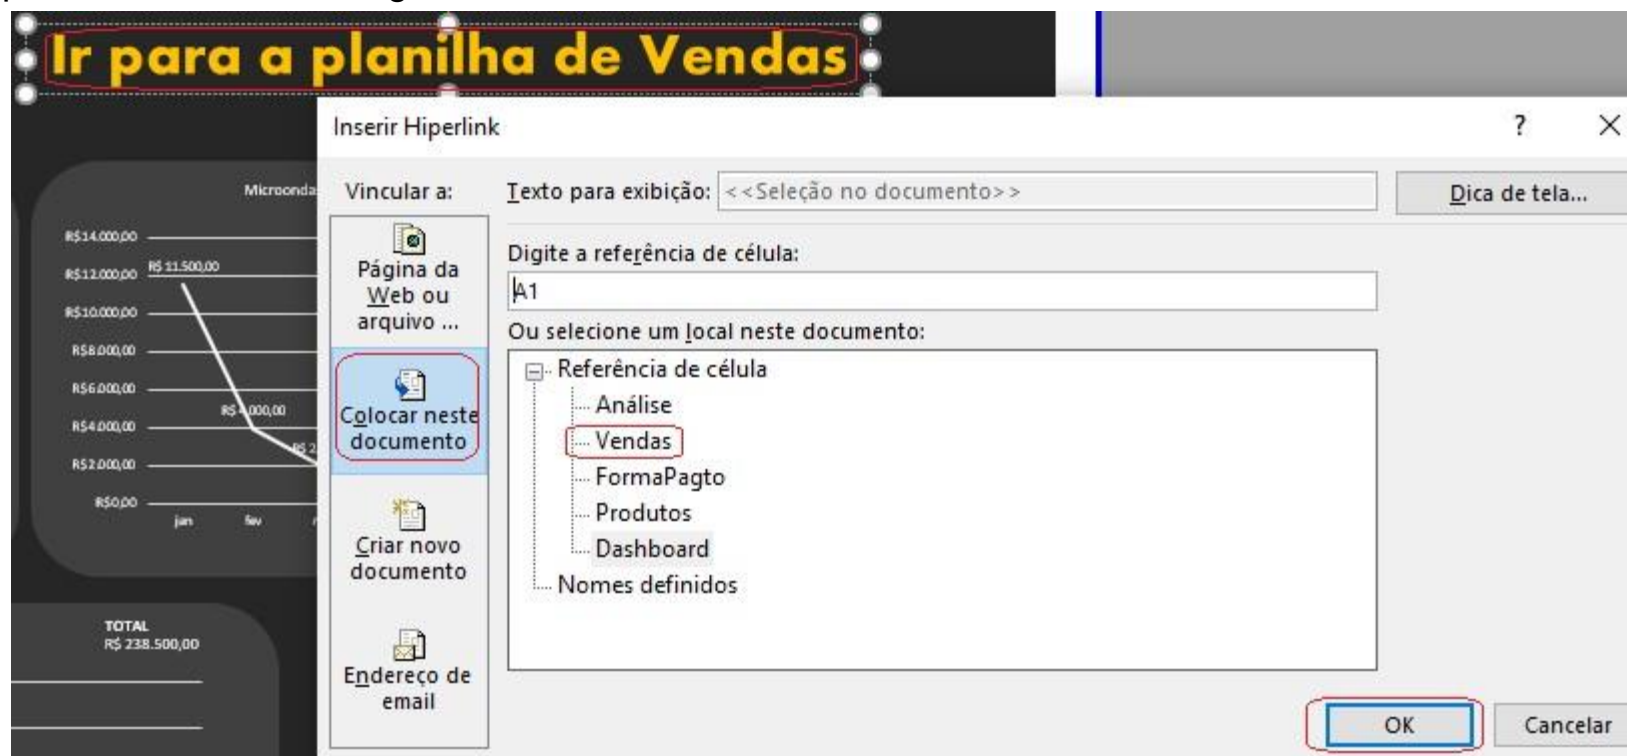 Ir para a planilha de Vendas
Inserir Hiperlink
?
Vincular a:
Texto para exibição:
<<Seleção no documento>>
Dica de tela...
Página da
Web ou
arquivo ...
Colocar neste
documento
Criar novo
documento
Endereço de
email
Digite a referência de célula:
A1
Ou selecione um local neste documento:
Referência de célula
Análise
Vendas
FormaPagto
Produtos
Dashboard
Nomes definidos
OK
Cancelar
R$14.000,00
R$12.000,00
R$ 11.500,00
R$10.000,00
R$8.000,00
R$6.000,00
R$4.000,00
R$2.000,00
R$0,00
jan
fev
TOTAL
R$ 238.500,00